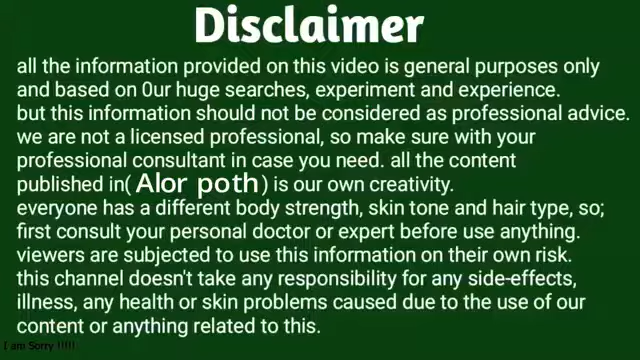 Disclaimer
all the information provided on this video is general purposes only
and based on 0ur huge searches, experiment and experience.
but this information should not be considered as professional advice.
we are not a licensed professional, so make sure with your
professional consultant in case you need. all the content
published in( Alor poth ) is our own creativity.
everyone has a different body strength, skin tone and hair type, so;
first consult your personal doctor or expert before use anything.
viewers are subjected to use this information on their own risk.
this channel doesn't take any responsibility for any side-effects,
illness, any health or skin problems caused due to the use of our
content or anything related to this.
I am Sorry !!!!!